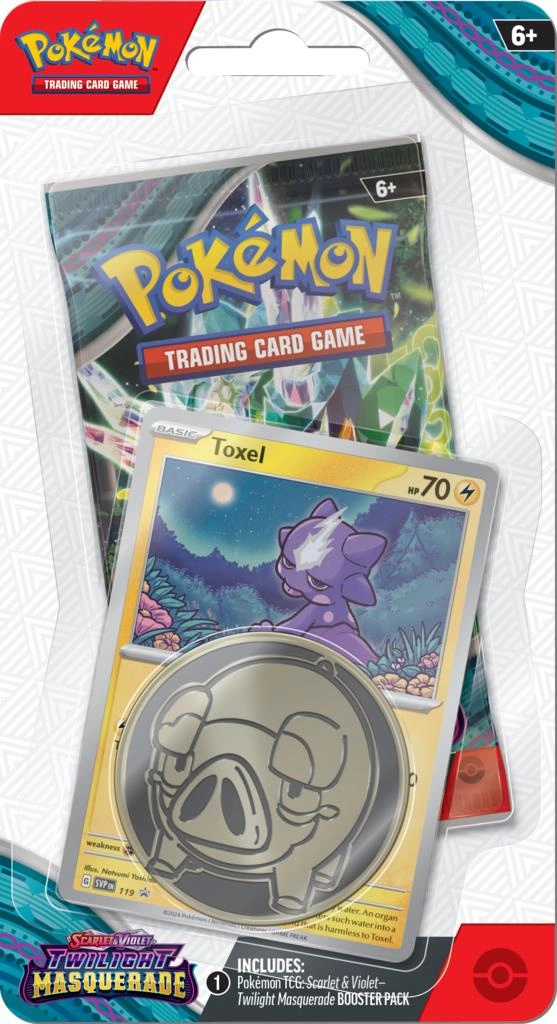 POKÉMON
TRADING CARD GAME
6+
6+
POKÉMON
TM
TRADING CARD GAME
BASIC
Toxel
HP 70
weakness
Illus. Natsumi
water. An organ
such water into a
that is harmless to Toxel.
G SVP EN 119
©2024 Pokémon / Nintendo / Creatures / GAME FREAK
SCARLET & VIOLET
TWILIGHT
MASQUERADE
INCLUDES:
1 Pokémon TCG: Scarlet & Violet–
Twilight Masquerade BOOSTER PACK